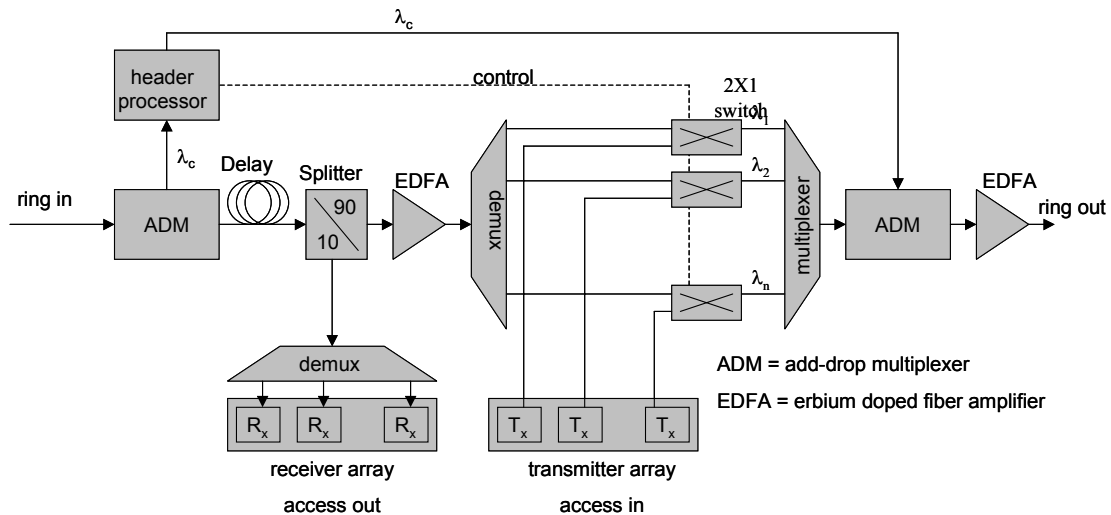 λc
header
processor
control
2X1
switch
λ1
λc
Delay
Splitter
EDFA
λ2
EDFA
ring in
ADM
90
10
demux
multiplexer
ADM
ring out
λn
demux
ADM = add-drop multiplexer
EDFA = erbium doped fiber amplifier
Rx Rx Rx
Tx Tx Tx
receiver array
transmitter array
access out
access in